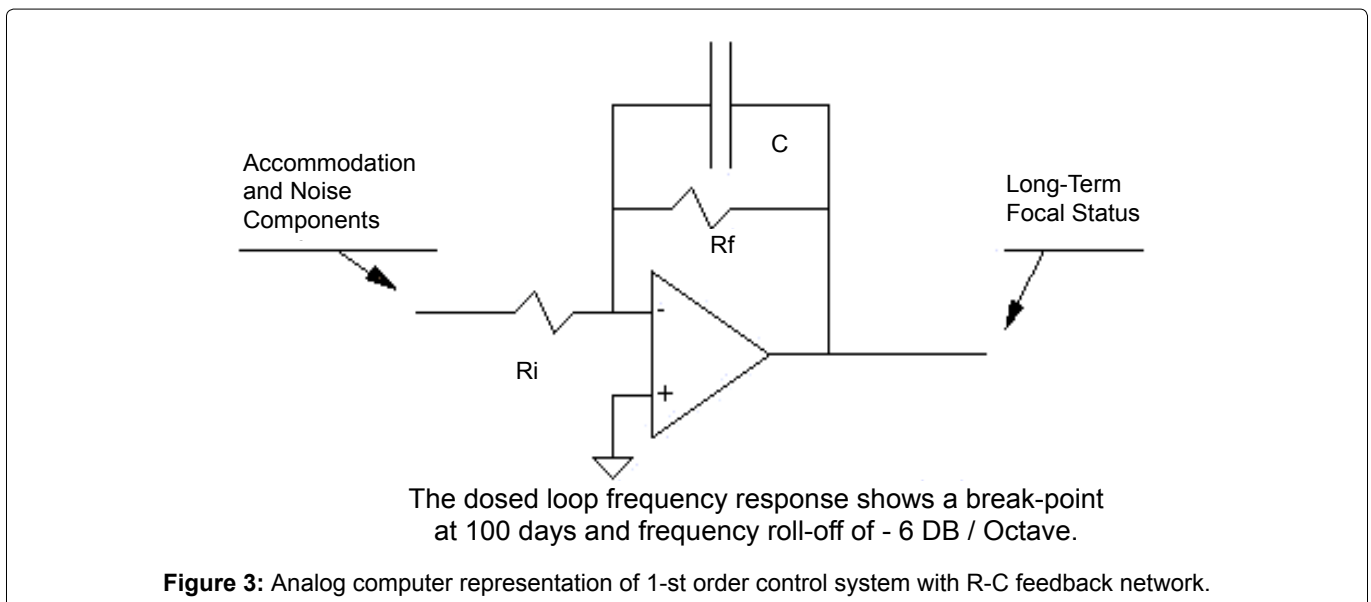 Accommodation
and Noise
Components
C
Long-Term
Focal Status
Rf
-
Ri
+
The dosed loop frequency response shows a break-point
at 100 days and frequency roll-off of - 6 DB / Octave.
Figure 3: Analog computer representation of 1-st order control system with R-C feedback network.